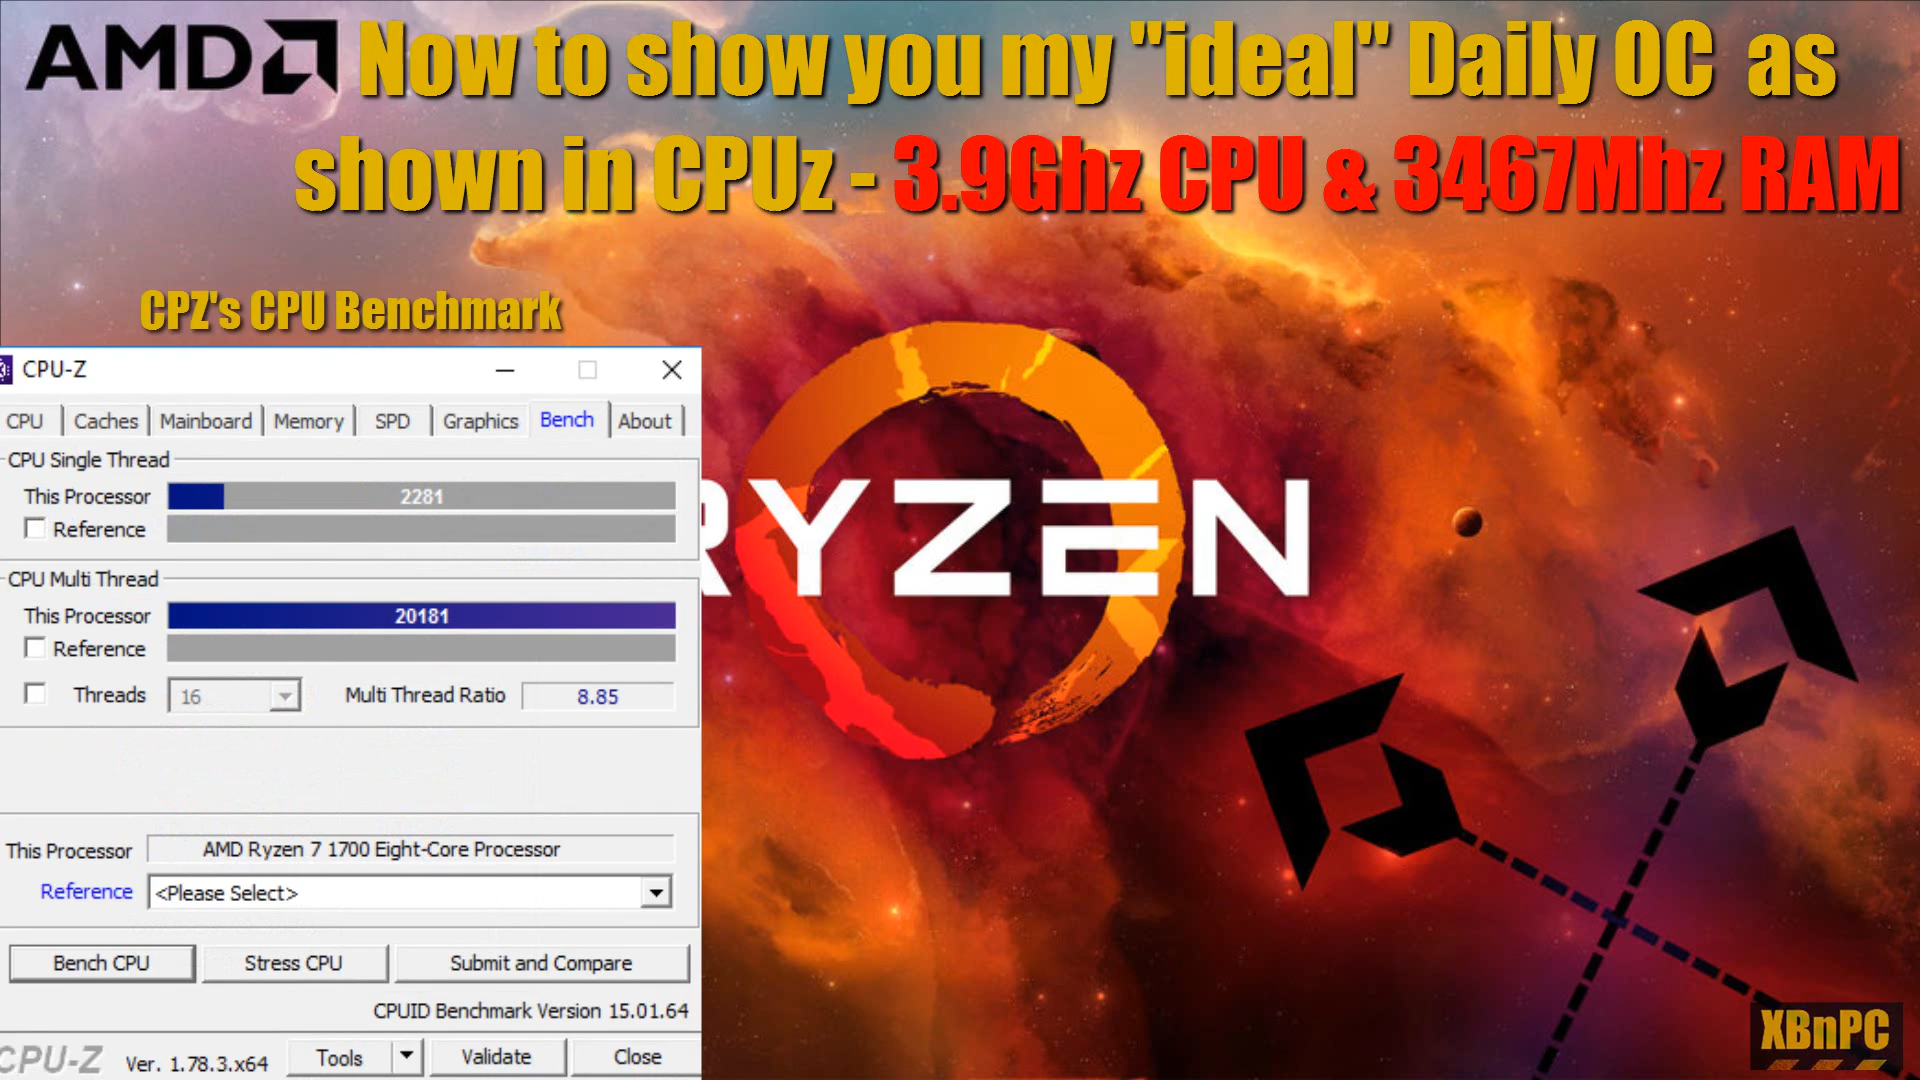 AMD Now to show you my "ideal" Daily OC as
shown in CPUz - 3.9Ghz CPU & 3467Mhz RAM
CPZ's CPU Benchmark
CPU-Z
CPU Caches Mainboard Memory SPD Graphics Bench About
CPU Single Thread
This Processor 2281
Reference
CPU Multi Thread
This Processor 20181
Reference
Threads 16 Multi Thread Ratio 8.85
RYZEN
This Processor AMD Ryzen 7 1700 Eight-Core Processor
Reference <Please Select>
Bench CPU Stress CPU Submit and Compare
CPUID Benchmark Version 15.01.64
CPU-Z Ver. 1.78.3.x64 Tools Validate Close
XBnPC